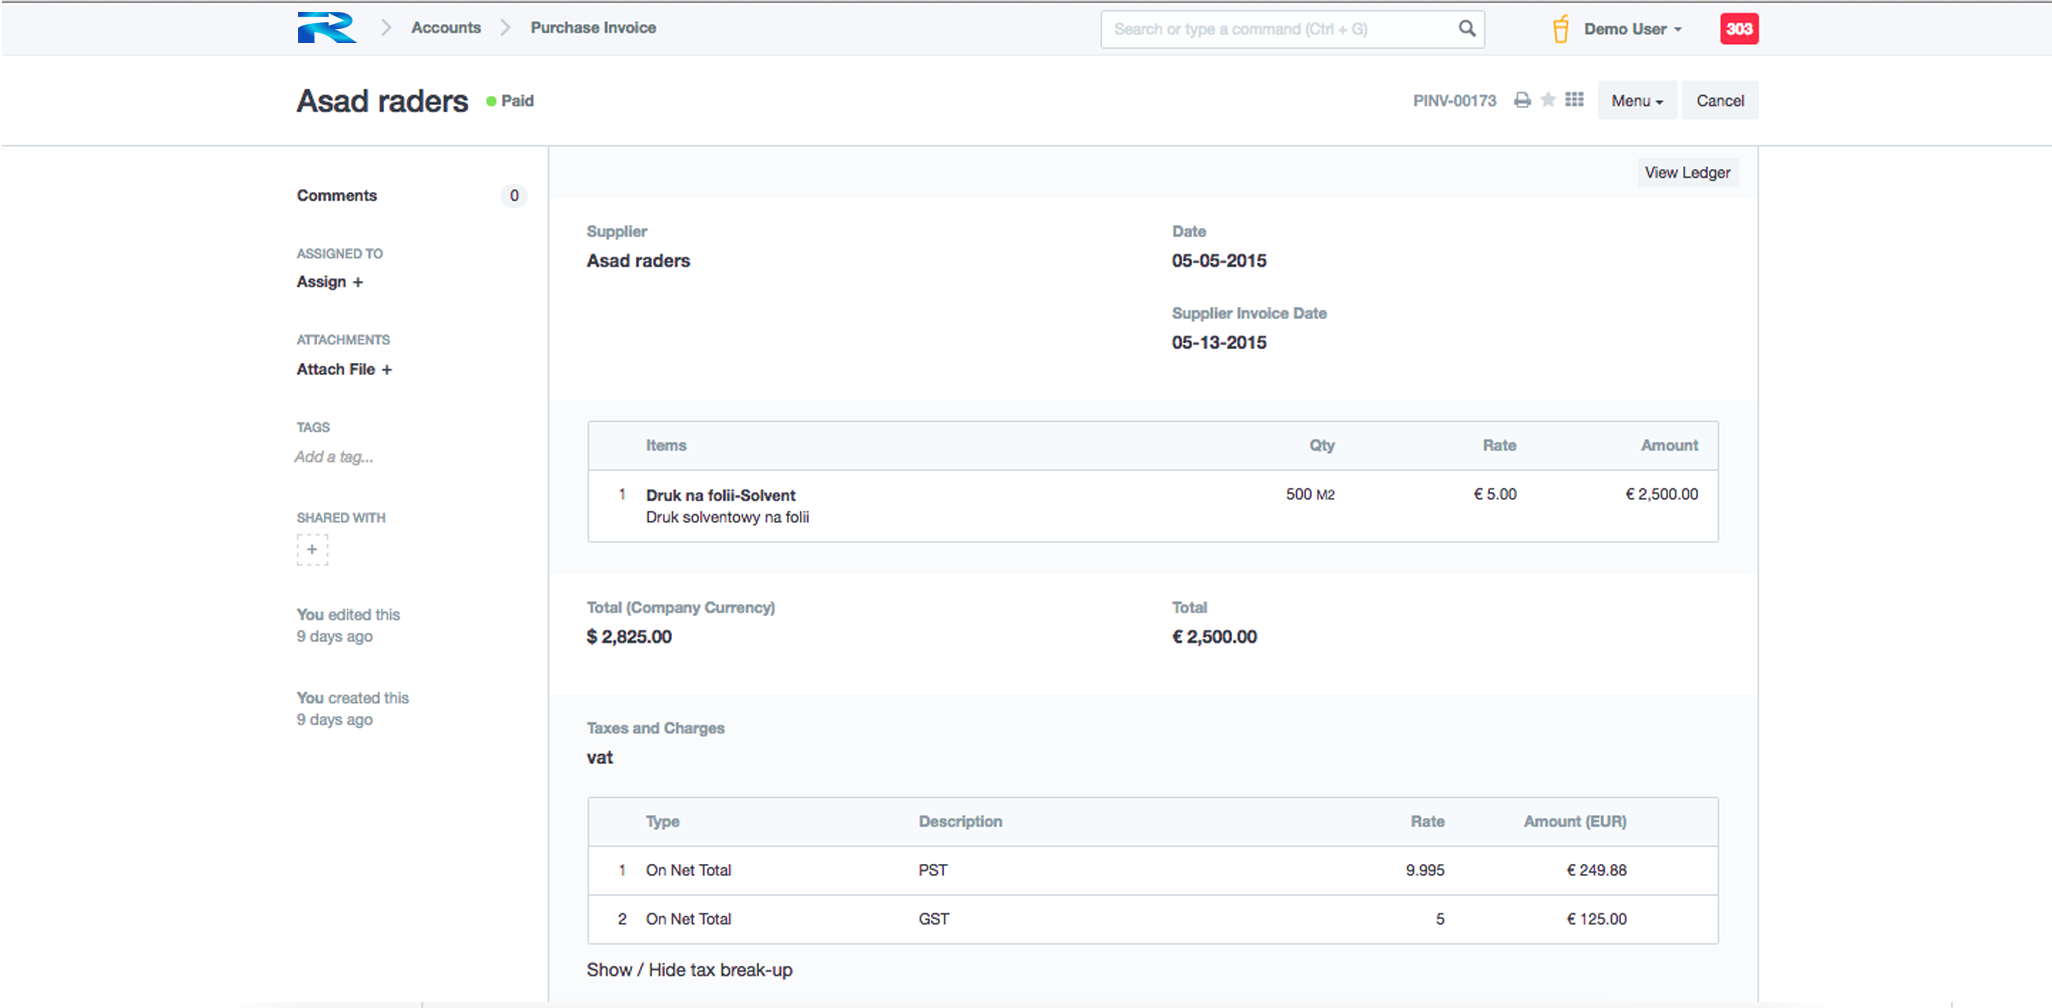 Accounts
Purchase Invoice
Search or type a command (Ctrl + G)
Demo User
303
Asad raders
Paid
PINV-00173
Menu
Cancel
Comments
0
View Ledger
ASSIGNED TO
Assign +
ATTACHMENTS
Attach File +
TAGS
Add a tag...
SHARED WITH
+
You edited this
9 days ago
You created this
9 days ago
Supplier
Asad raders
Date
05-05-2015
Supplier Invoice Date
05-13-2015
Items Qty Rate Amount
1 Druk na folii-Solvent 500 M2 € 5.00 € 2,500.00
Druk solventowy na folii
Total (Company Currency)
$ 2,825.00
Total
€ 2,500.00
Taxes and Charges
vat
Type Description Rate Amount (EUR)
1 On Net Total PST 9.995 € 249.88
2 On Net Total GST 5 € 125.00
Show / Hide tax break-up